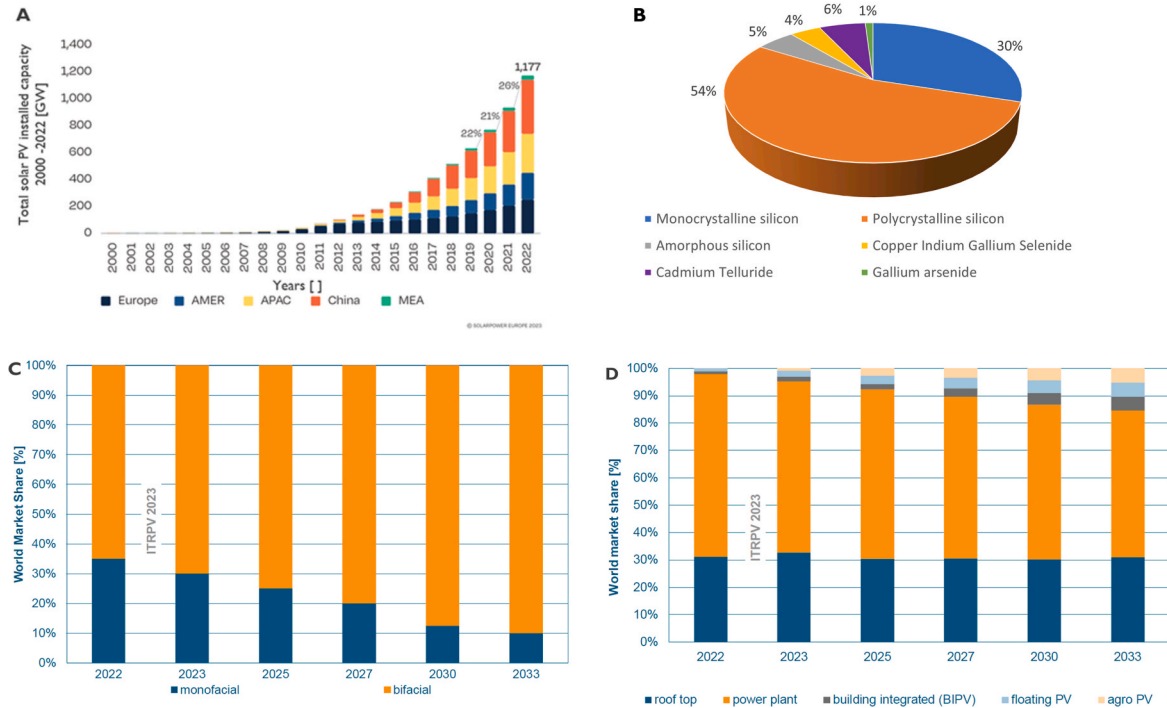 A
Total solar PV installed capacity
2000 -2022 [GW]
1,400
1,200
1,000
800
600
400
200
0
22%
21%
26%
1,177
2000
2001
2002
2003
2004
2005
2006
2007
2008
2009
2010
2011
2012
2013
2014
2015
2016
2017
2018
2019
2020
2021
2022
Years [ ]
Europe AMER APAC China MEA
© SOLARPOWER EUROPE 2023
B
5% 4% 6% 1%
30%
54%
Monocrystalline silicon Polycrystalline silicon
Amorphous silicon Copper Indium Gallium Selenide
Cadmium Telluride Gallium arsenide
C
World Market Share [%]
100%
90%
80%
70%
60%
50%
40%
30%
20%
10%
0%
ITRPV 2023
2022 2023 2025 2027 2030 2033
monofacial bifacial
D
World market share [%]
100%
90%
80%
70%
60%
50%
40%
30%
20%
10%
0%
ITRPV 2023
2022 2023 2025 2027 2030 2033
roof top power plant building integrated (BIPV) floating PV agro PV